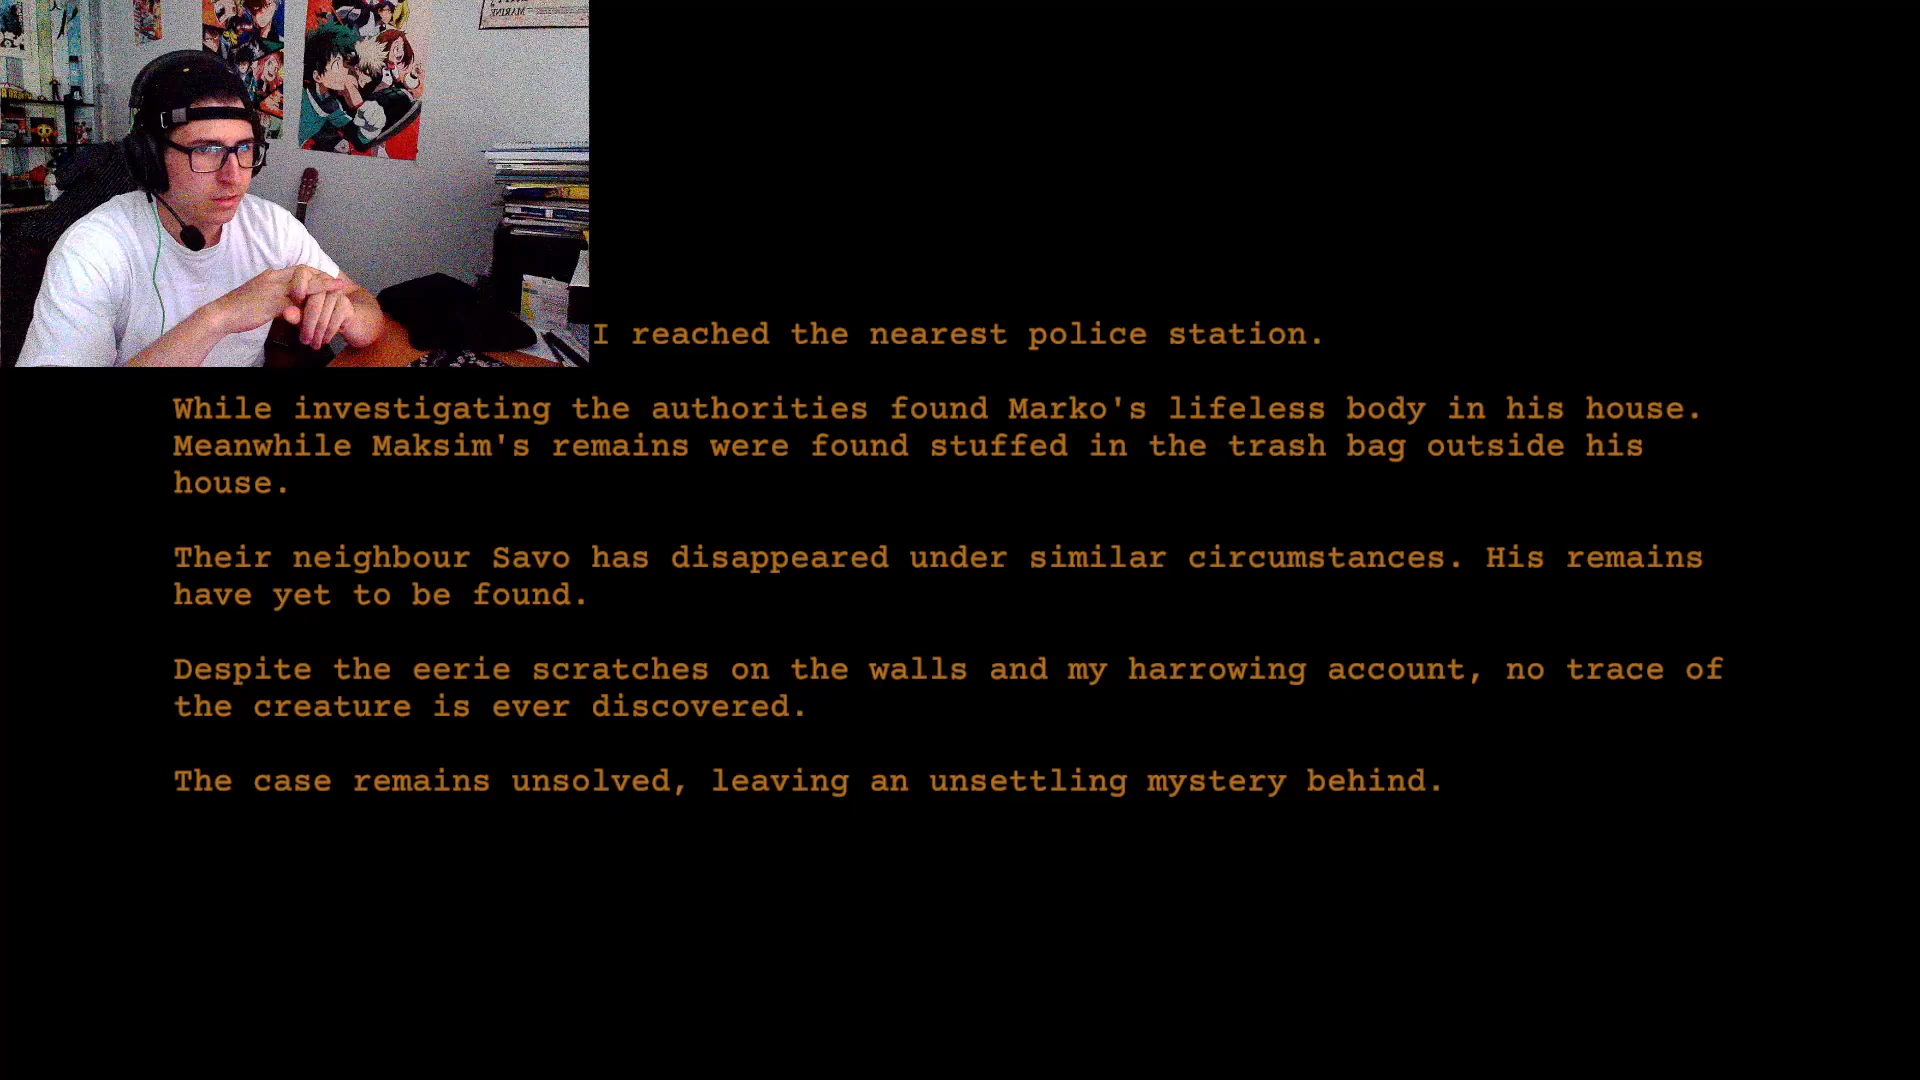 MARINE
I reached the nearest police station.
While investigating the authorities found Marko's lifeless body in his house.
Meanwhile Maksim's remains were found stuffed in the trash bag outside his
house.
Their neighbour Savo has disappeared under similar circumstances. His remains
have yet to be found.
Despite the eerie scratches on the walls and my harrowing account, no trace of
the creature is ever discovered.
The case remains unsolved, leaving an unsettling mystery behind.